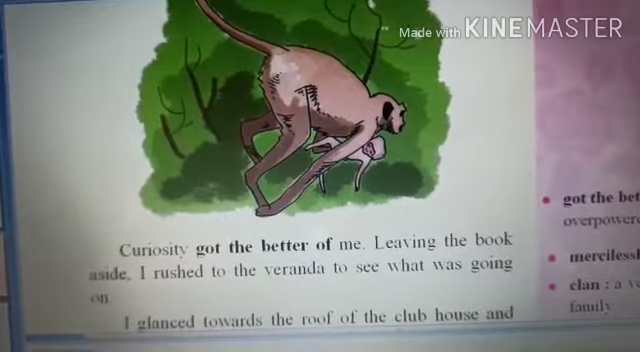 Made with KINEMASTER
Curiosity got the better of me. Leaving the book
aside, I rushed to the veranda to see what was going
on
I glanced towards the roof of the club house and
• got the
overpowere
• merciless
• clan : a
family